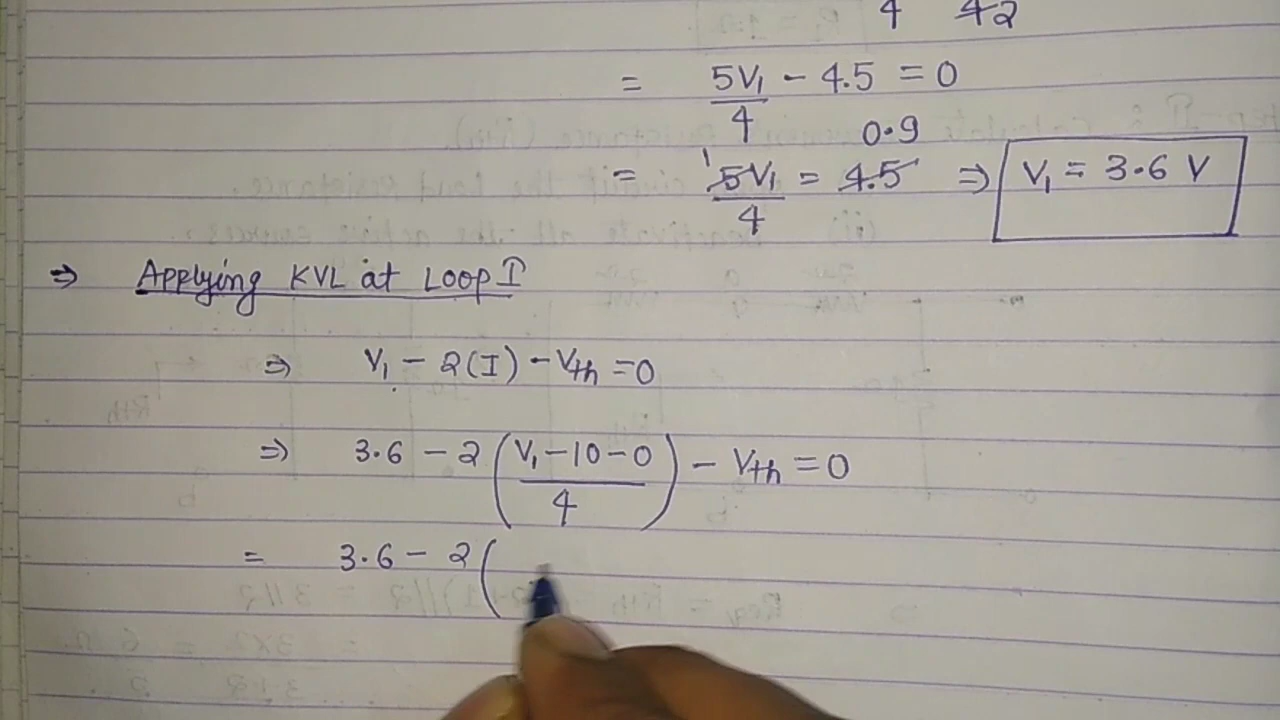 4 42
= 5V₁/4 - 4.5 = 0
0.9
= ¹5V₁/4 = 4.5 ⇒ V₁ = 3.6 V
⇒ Applying KVL at Loop I
⇒ V₁ - 2(I) - Vth = 0
⇒ 3.6 - 2((V₁-10-0)/4) - Vth = 0
= 3.6 - 2(